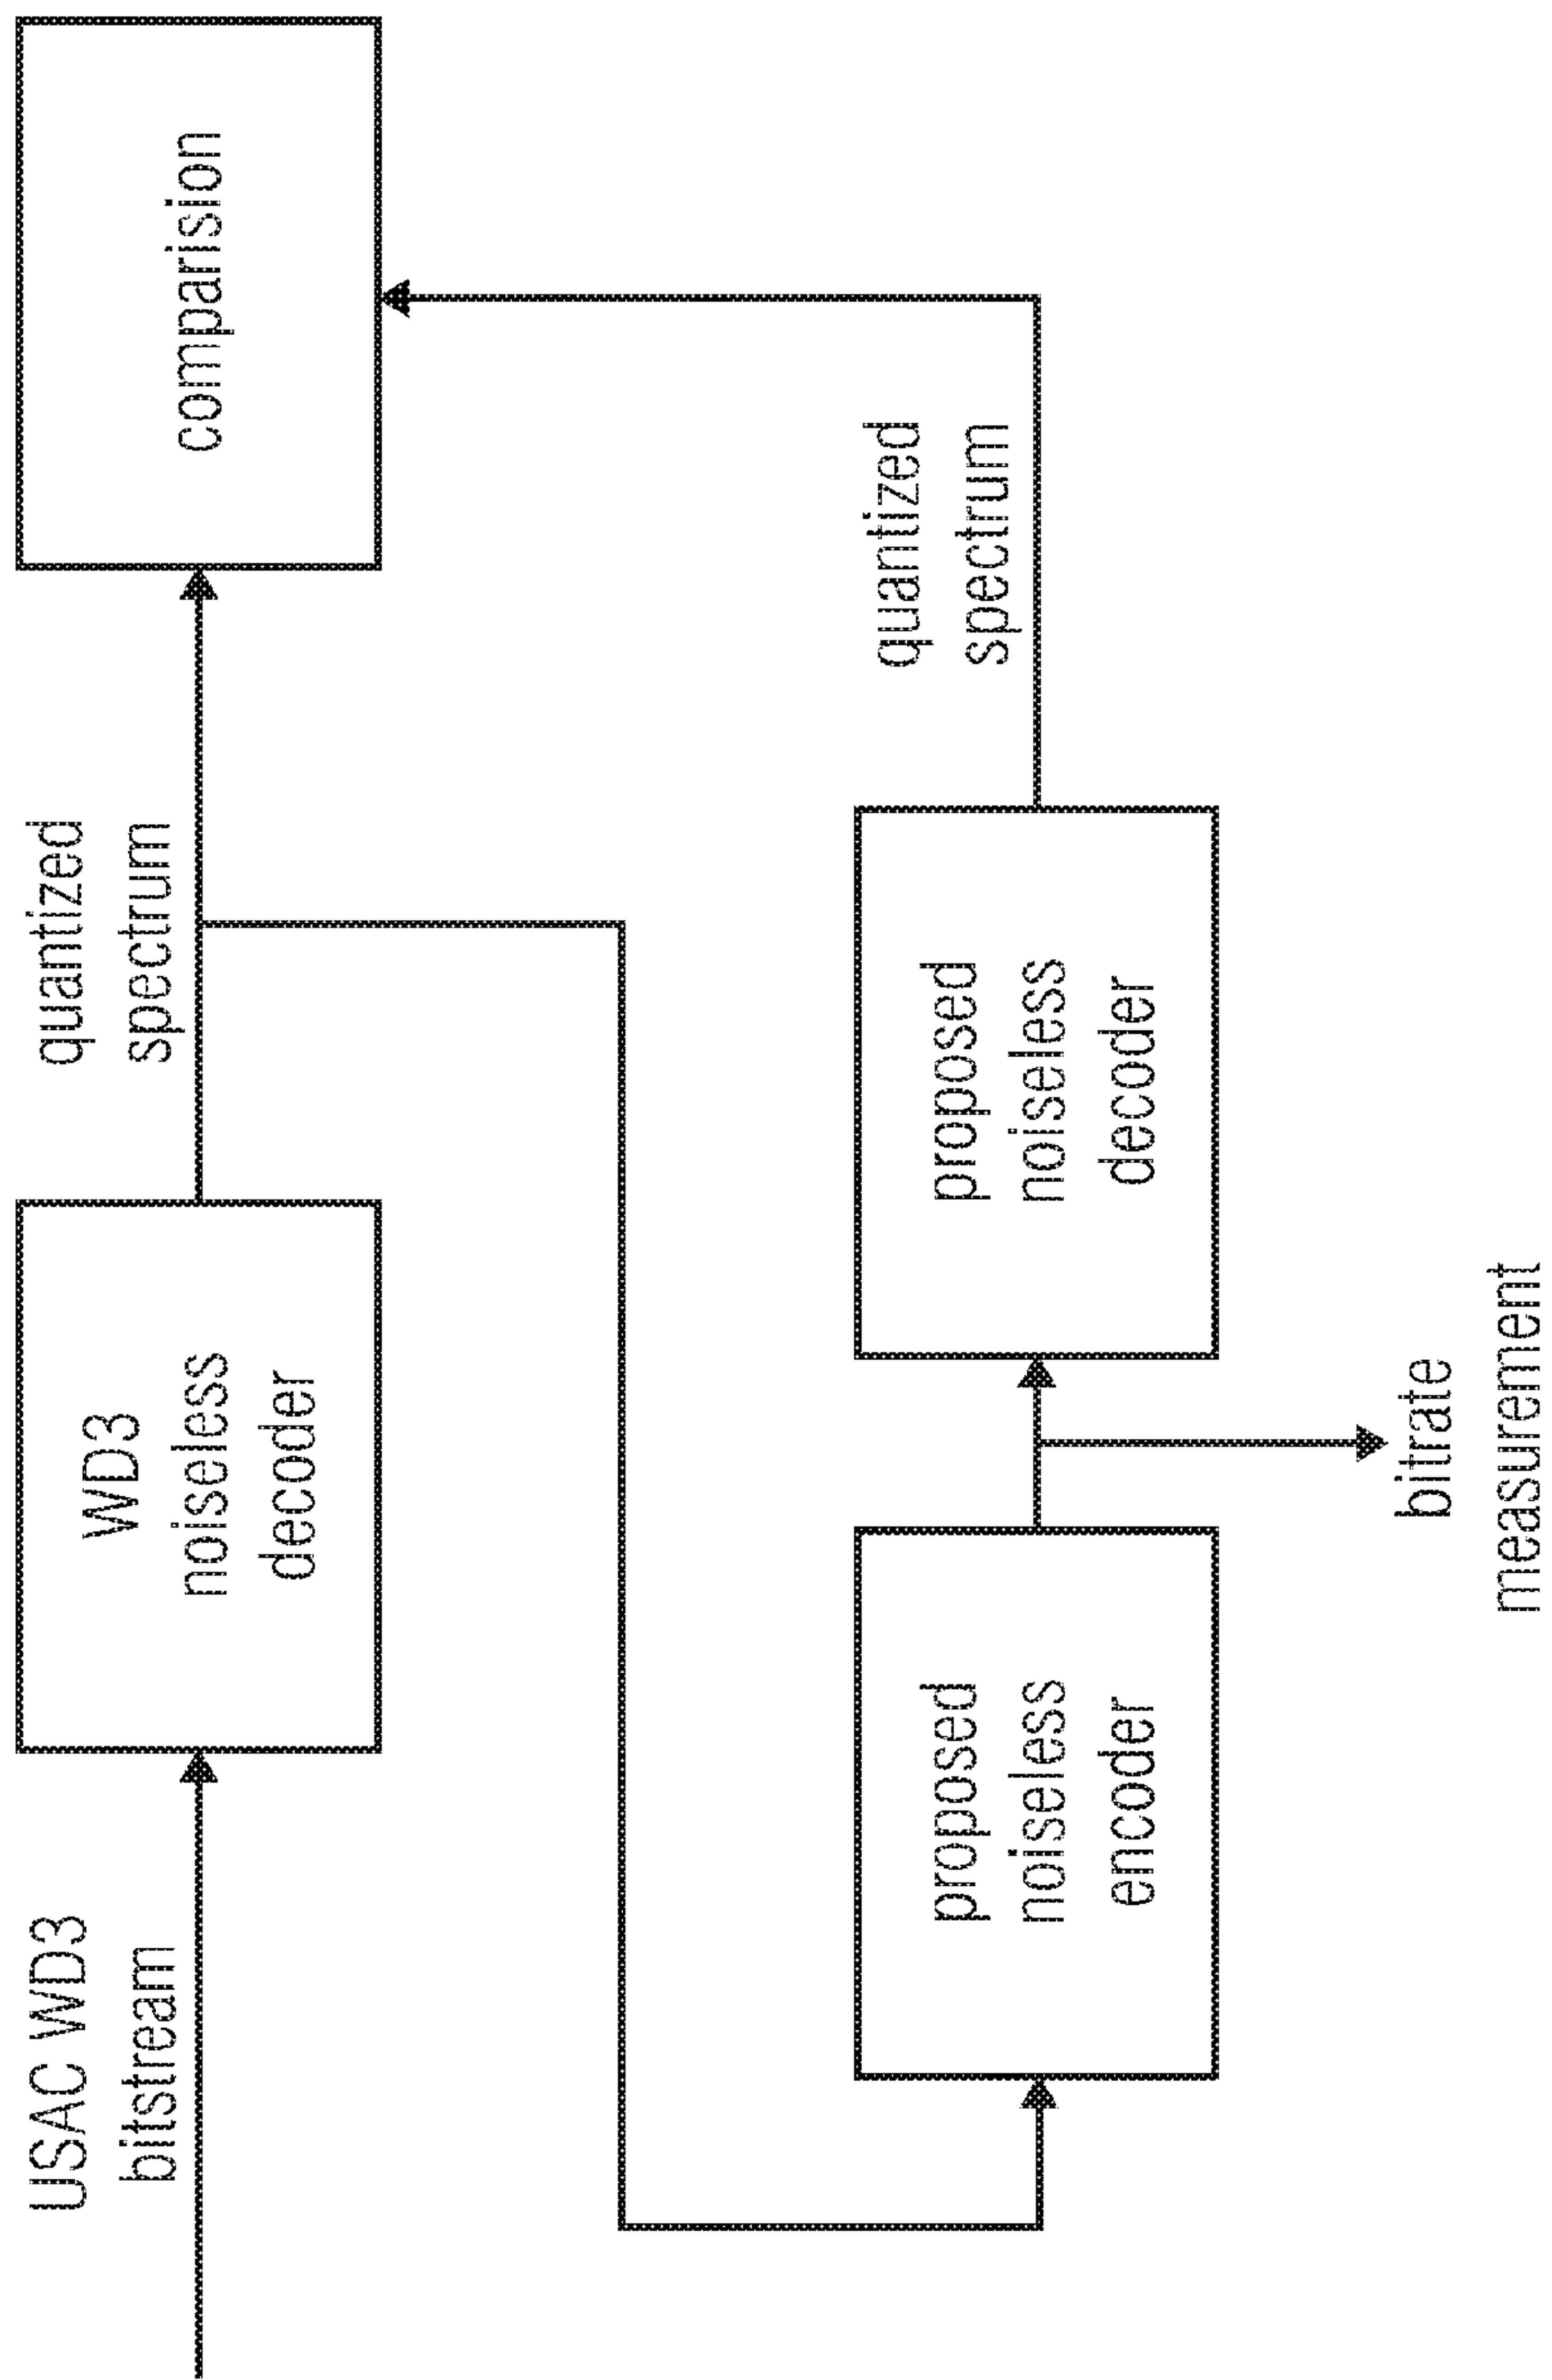 USAC WD3
bitstream
WD3
noiseless
decoder
quantized
spectrum
comparision
proposed
noiseless
encoder
bitrate
measurement
proposed
noiseless
decoder
quantized
spectrum